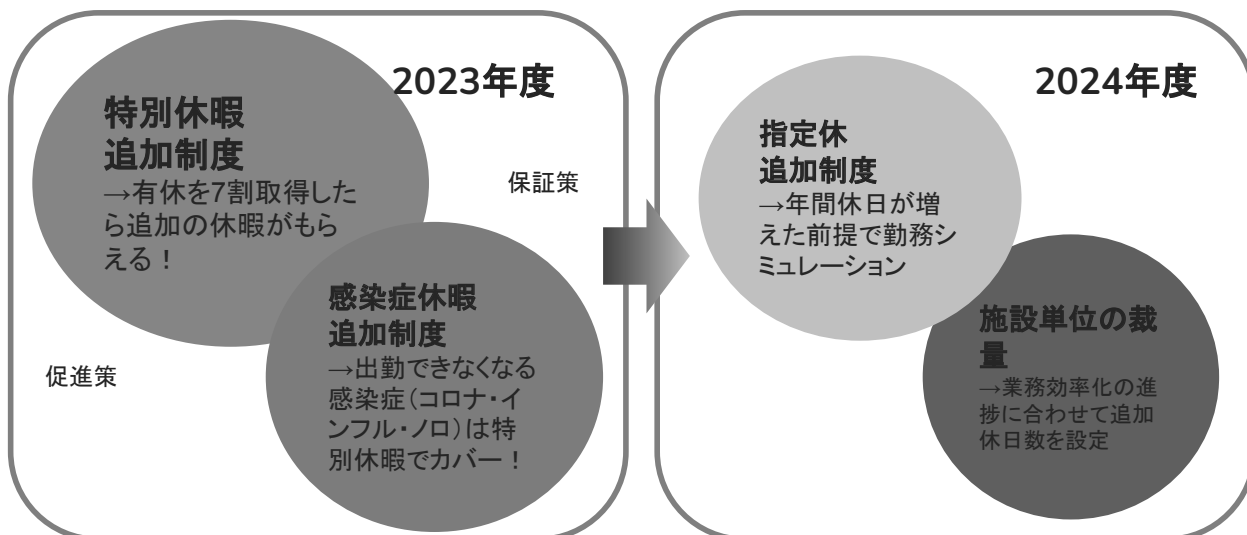 2023年度
特別休暇
追加制度
→有休を7割取得した
ら追加の休暇がもら
える！
保証策
感染症休暇
追加制度
→出勤できなくなる
感染症（コロナ・イ
ンフル・ノロ）は特
別休暇でカバー！
促進策
2024年度
指定休
追加制度
→年間休日が増
えた前提で勤務シ
ミュレーション
施設単位の裁
量
→業務効率化の進
捗に合わせて追加
休日数を設定